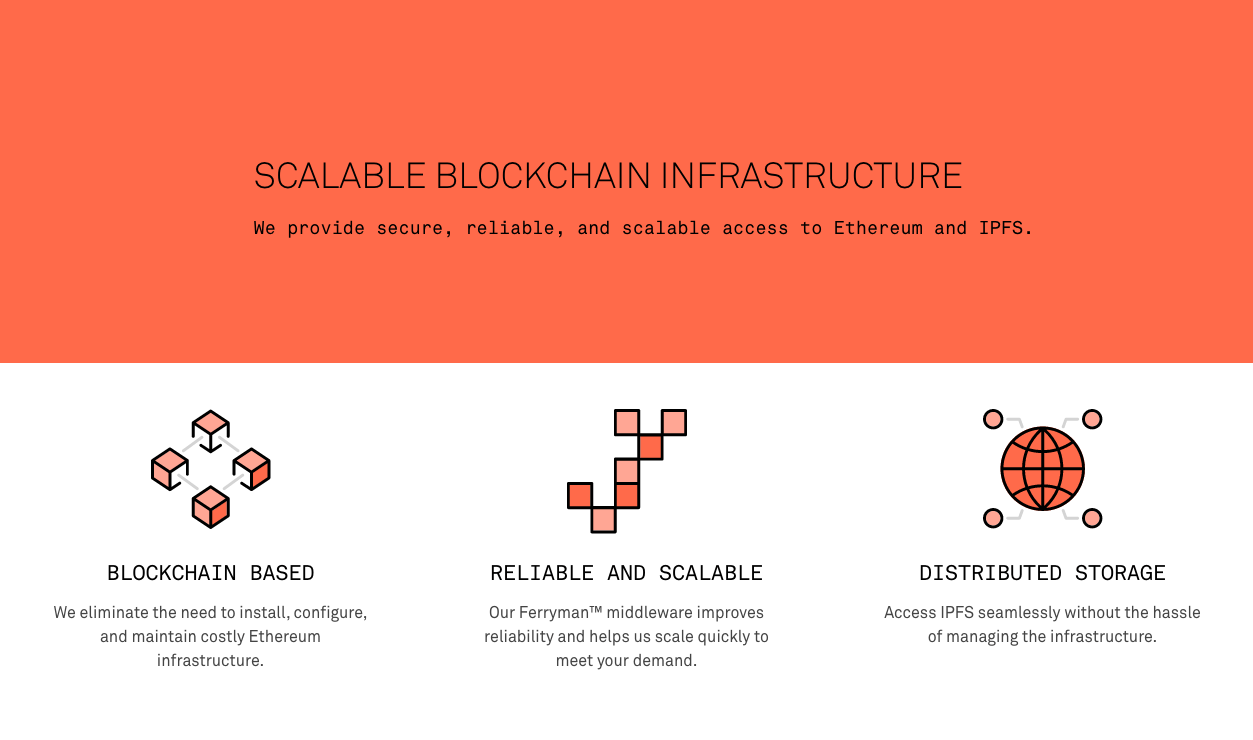 SCALABLE BLOCKCHAIN INFRASTRUCTURE
We provide secure, reliable, and scalable access to Ethereum and IPFS.
BLOCKCHAIN BASED
We eliminate the need to install, configure,
and maintain costly Ethereum
infrastructure.
RELIABLE AND SCALABLE
Our Ferryman™ middleware improves
reliability and helps us scale quickly to
meet your demand.
DISTRIBUTED STORAGE
Access IPFS seamlessly without the hassle
of managing the infrastructure.